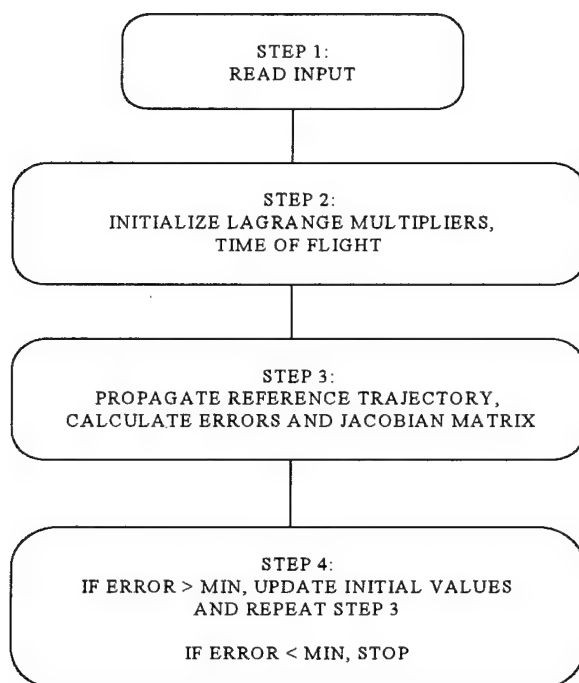 STEP 1:
READ INPUT
STEP 2:
INITIALIZE LAGRANGE MULTIPLIERS,
TIME OF FLIGHT
STEP 3:
PROPAGATE REFERENCE TRAJECTORY,
CALCULATE ERRORS AND JACOBIAN MATRIX
STEP 4:
IF ERROR > MIN, UPDATE INITIAL VALUES
AND REPEAT STEP 3
IF ERROR < MIN, STOP